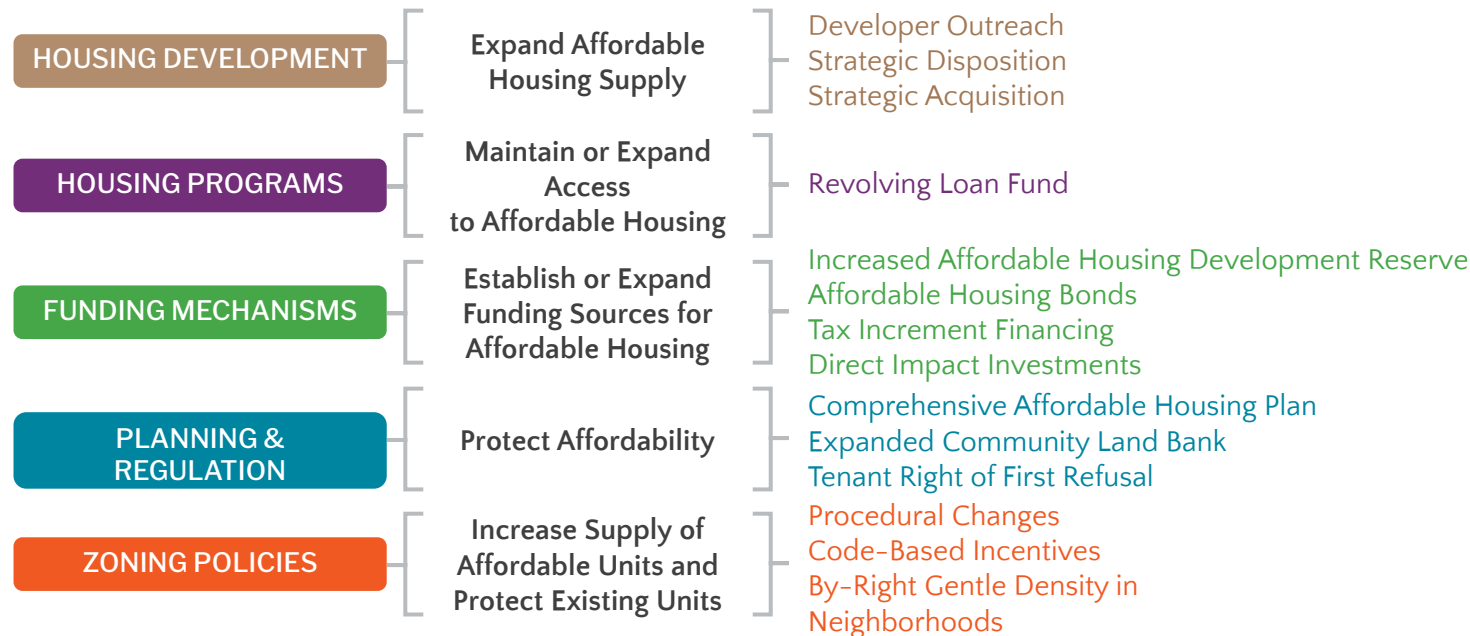 HOUSING DEVELOPMENT
Expand Affordable
Housing Supply
Developer Outreach
Strategic Disposition
Strategic Acquisition
HOUSING PROGRAMS
Maintain or Expand
Access
to Affordable Housing
Revolving Loan Fund
FUNDING MECHANISMS
Establish or Expand
Funding Sources for
Affordable Housing
Increased Affordable Housing Development Reserve
Affordable Housing Bonds
Tax Increment Financing
Direct Impact Investments
PLANNING &
REGULATION
Protect Affordability
Comprehensive Affordable Housing Plan
Expanded Community Land Bank
Tenant Right of First Refusal
ZONING POLICIES
Increase Supply of
Affordable Units and
Protect Existing Units
Procedural Changes
Code-Based Incentives
By-Right Gentle Density in
Neighborhoods